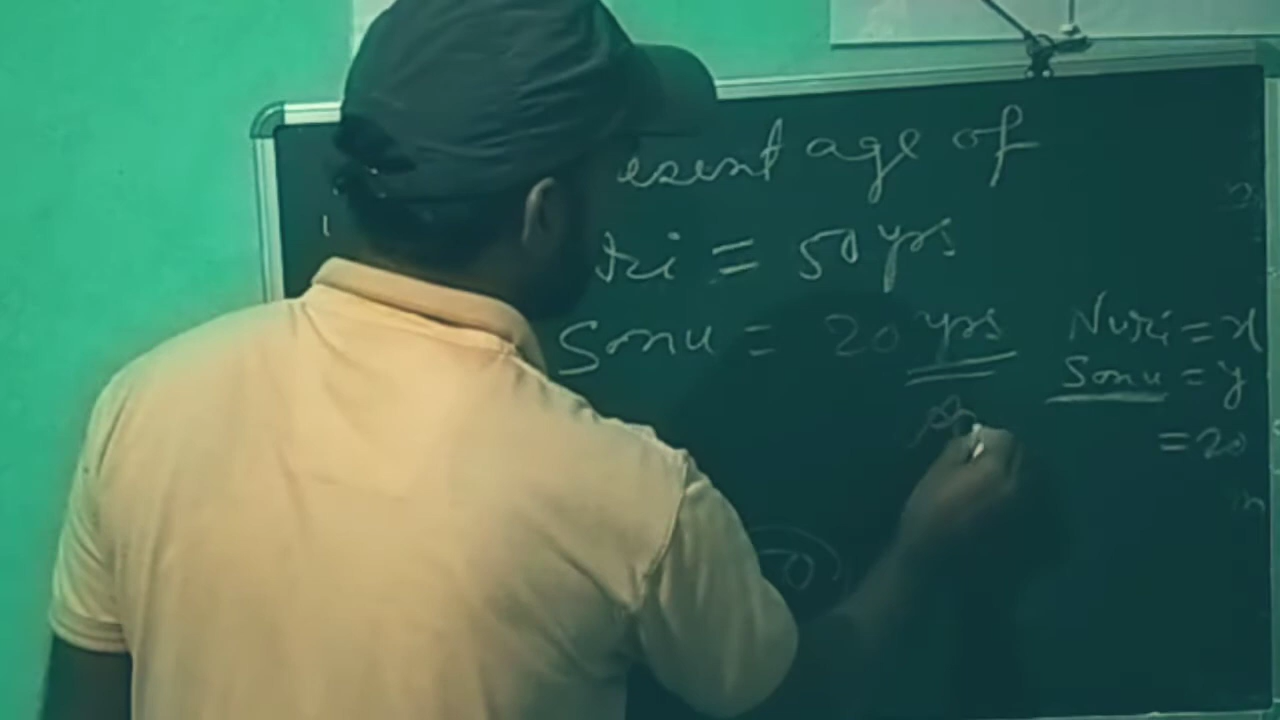 esent age of
ri = 50 yrs
Sonu = 20 yrs
Nuri = x
Sonu = y
= 20